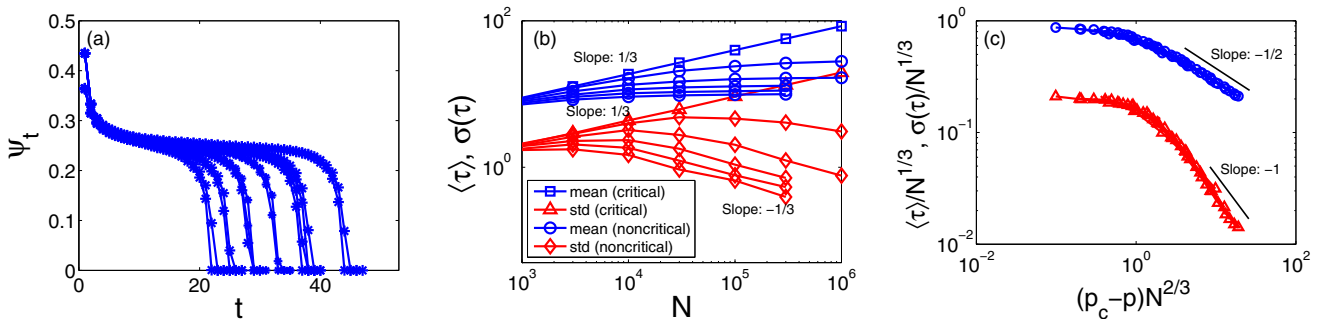 (a)
Ψt
0.5
0.4
0.3
0.2
0.1
0
20
40
t
(b)
⟨τ⟩, σ(τ)
10^2
10^0
Slope: 1/3
Slope: 1/3
mean (critical)
std (critical)
mean (noncritical)
std (noncritical)
Slope: −1/3
10^3
10^4
10^5
10^6
N
(c)
⟨τ⟩/N^{1/3}, σ(τ)/N^{1/3}
10^0
10^{−1}
10^{−2}
Slope: −1/2
Slope: −1
10^{−2}
10^0
10^2
(p_c−p)N^{2/3}